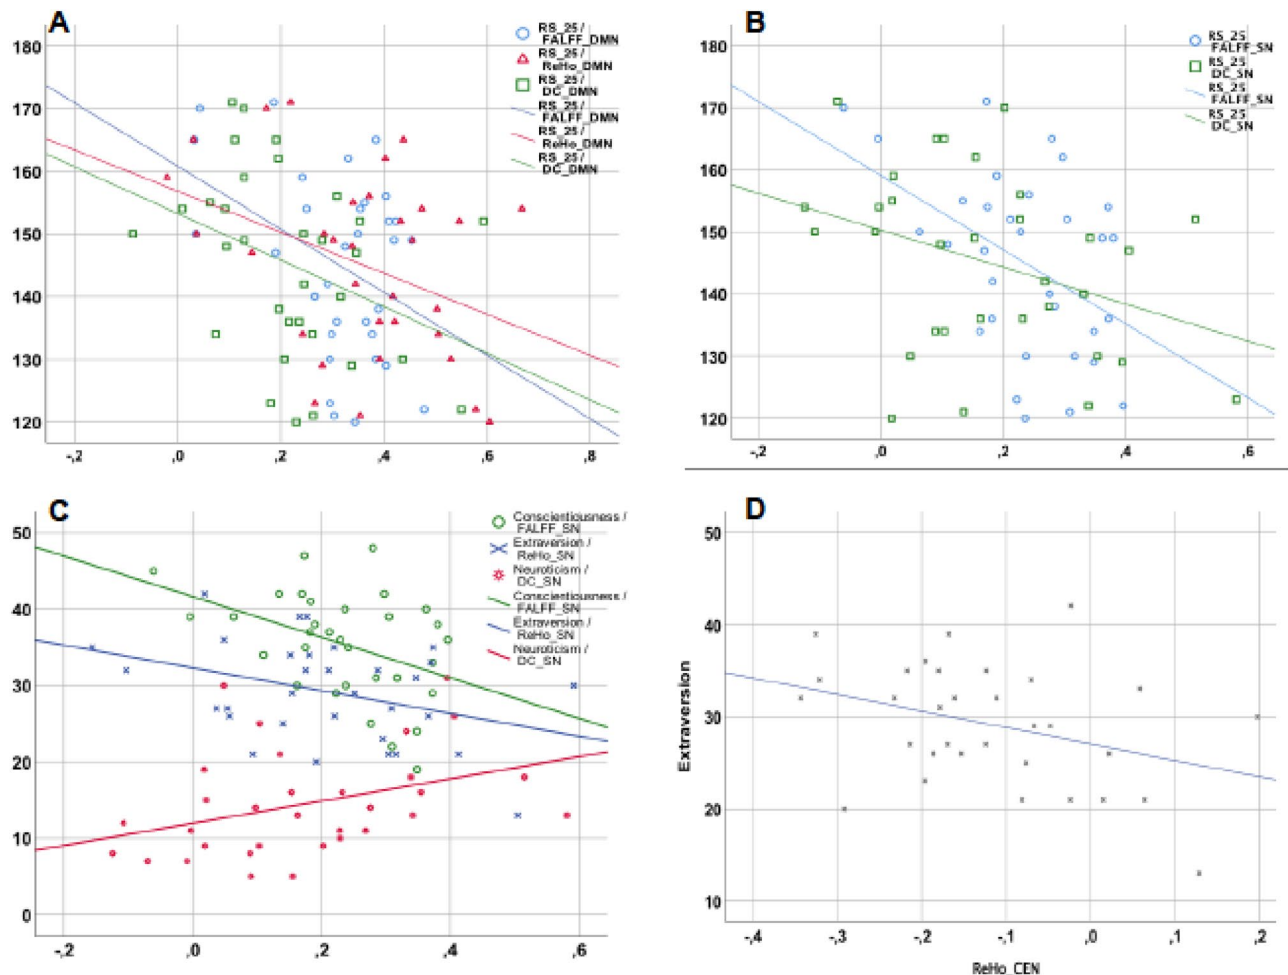 A
RS_25 /
FALFF_DMN
RS_25 /
ReHo_DMN
RS_25 /
DC_DMN
RS_25 /
FALFF_DMN
RS_25 /
ReHo_DMN
RS_25 /
DC_DMN
180
170
160
150
140
130
120
-,2 ,0 ,2 ,4 ,6 ,8
B
RS_25
FALFF_SN
RS_25
DC_SN
RS_25
FALFF_SN
RS_25
DC_SN
180
170
160
150
140
130
120
-,2 ,0 ,2 ,4 ,6
C
Conscientiousness /
FALFF_SN
Extraversion /
ReHo_SN
Neuroticism /
DC_SN
Conscientiousness /
FALFF_SN
Extraversion /
ReHo_SN
Neuroticism /
DC_SN
50
40
30
20
10
0
-,2 ,0 ,2 ,4 ,6
D
50
40
30
20
10
Extraversion
-,4 -,3 -,2 -,1 ,0 ,1 ,2
ReHo_CEN